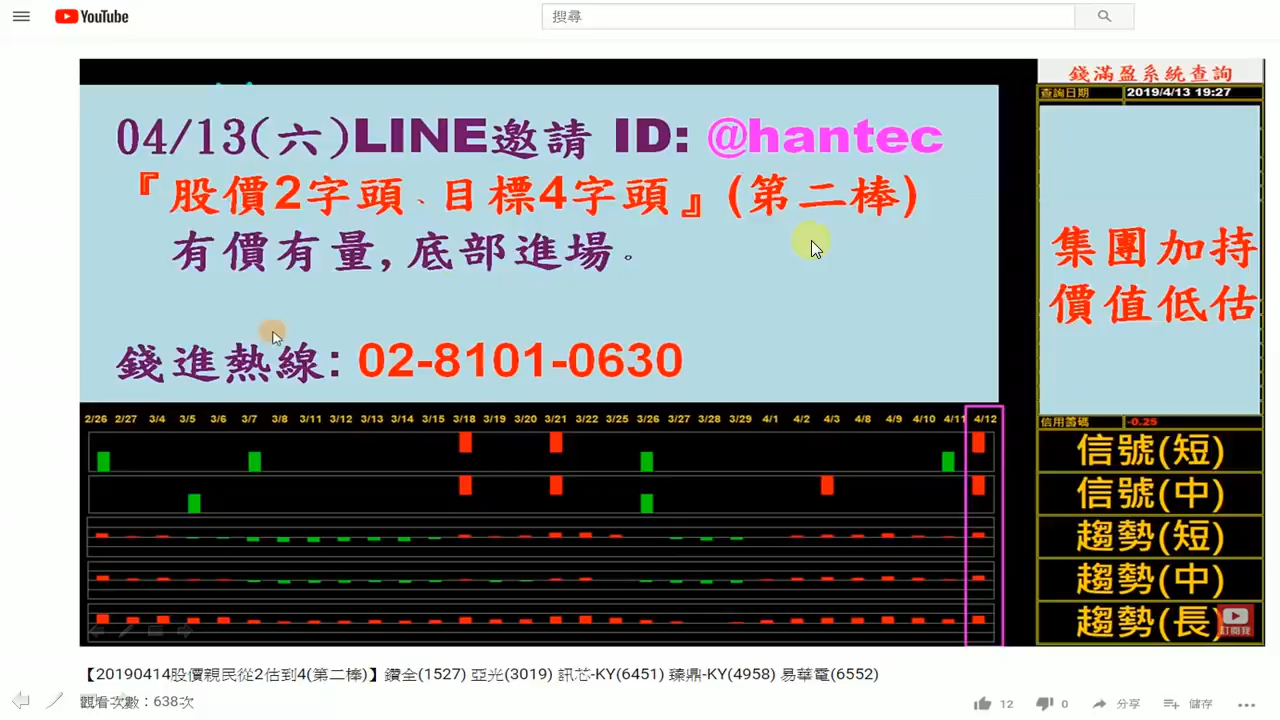 YouTube
搜尋
錢滿盈系統查詢
查詢日期 2019/4/13 19:27
04/13(六)LINE邀請 ID: @hantec
『股價2字頭、目標4字頭』(第二棒)
有價有量,底部進場。
錢進熱線: 02-8101-0630
集團加持
價值低估
2/26 2/27 3/4 3/5 3/6 3/7 3/8 3/11 3/12 3/13 3/14 3/15 3/18 3/19 3/20 3/21 3/22 3/25 3/26 3/27 3/28 3/29 4/1 4/2 4/3 4/8 4/9 4/10 4/11 4/12
信用籌碼 -0.25
信號(短)
信號(中)
趨勢(短)
趨勢(中)
趨勢(長)
訂閱我
【20190414股價親民從2估到4(第二棒)】鑽全(1527) 亞光(3019) 訊芯-KY(6451) 臻鼎-KY(4958) 易華電(6552)
觀看次數：638次
12 0 分享 儲存